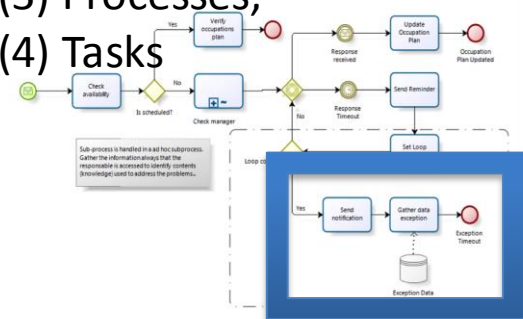 (3) Processes,
(4) Tasks
Yes
Verify
occupations
plan
Check
availability
Is scheduled?
No
Check manager
Response
received
Update
Occupation
Plan
Occupation
Plan Updated
Response
Timeout
Send Reminder
No
Set Loop
Loop co
Sub-process is handled in a ad hoc subprocess.
Gather the information always that the
responsable is accessed to identify contents
(knowledge) used to address the problems..
Yes
Send
notification
Gather data
exception
Exception
Timeout
Exception Data